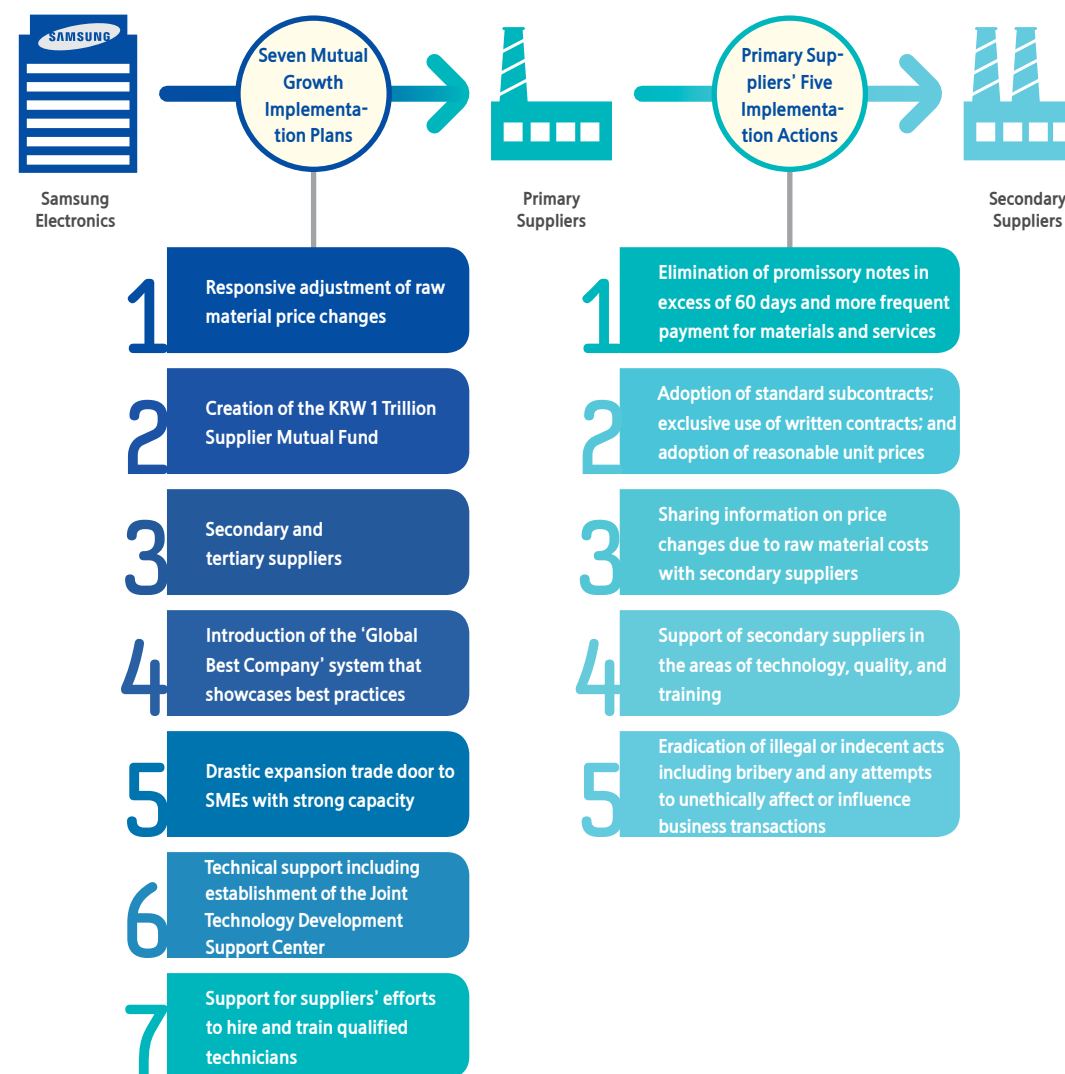 SAMSUNG
Seven Mutual
Growth
Implementa-
tion Plans
Primary Sup-
pliers' Five
Implementa-
tion Actions
Samsung
Electronics
Primary
Suppliers
Secondary
Suppliers
1
Responsive adjustment of raw
material price changes
2
Creation of the KRW 1 Trillion
Supplier Mutual Fund
3
Secondary and
tertiary suppliers
4
Introduction of the ‘Global
Best Company’ system that
showcases best practices
5
Drastic expansion trade door to
SMEs with strong capacity
6
Technical support including
establishment of the Joint
Technology Development
Support Center
7
Support for suppliers’ efforts
to hire and train qualified
technicians
1
Elimination of promissory notes in
excess of 60 days and more frequent
payment for materials and services
2
Adoption of standard subcontracts;
exclusive use of written contracts; and
adoption of reasonable unit prices
3
Sharing information on price
changes due to raw material costs
with secondary suppliers
4
Support of secondary suppliers in
the areas of technology, quality, and
training
5
Eradication of illegal or indecent acts
including bribery and any attempts
to unethically affect or influence
business transactions